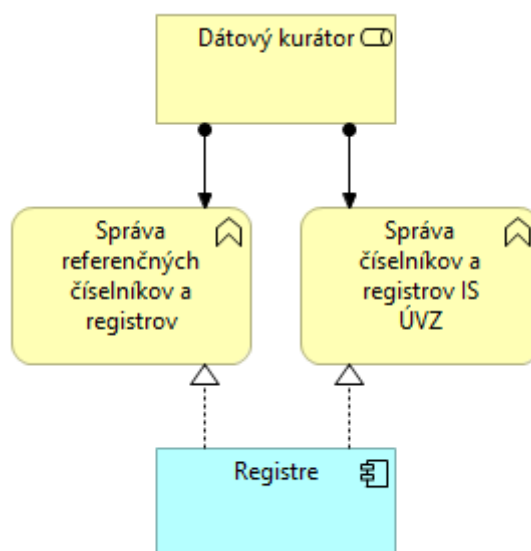 Dátový kurátor
Správa
referenčných
číselníkov a
registrov
Správa
číselníkov a
registrov IS
ÚVZ
Registre